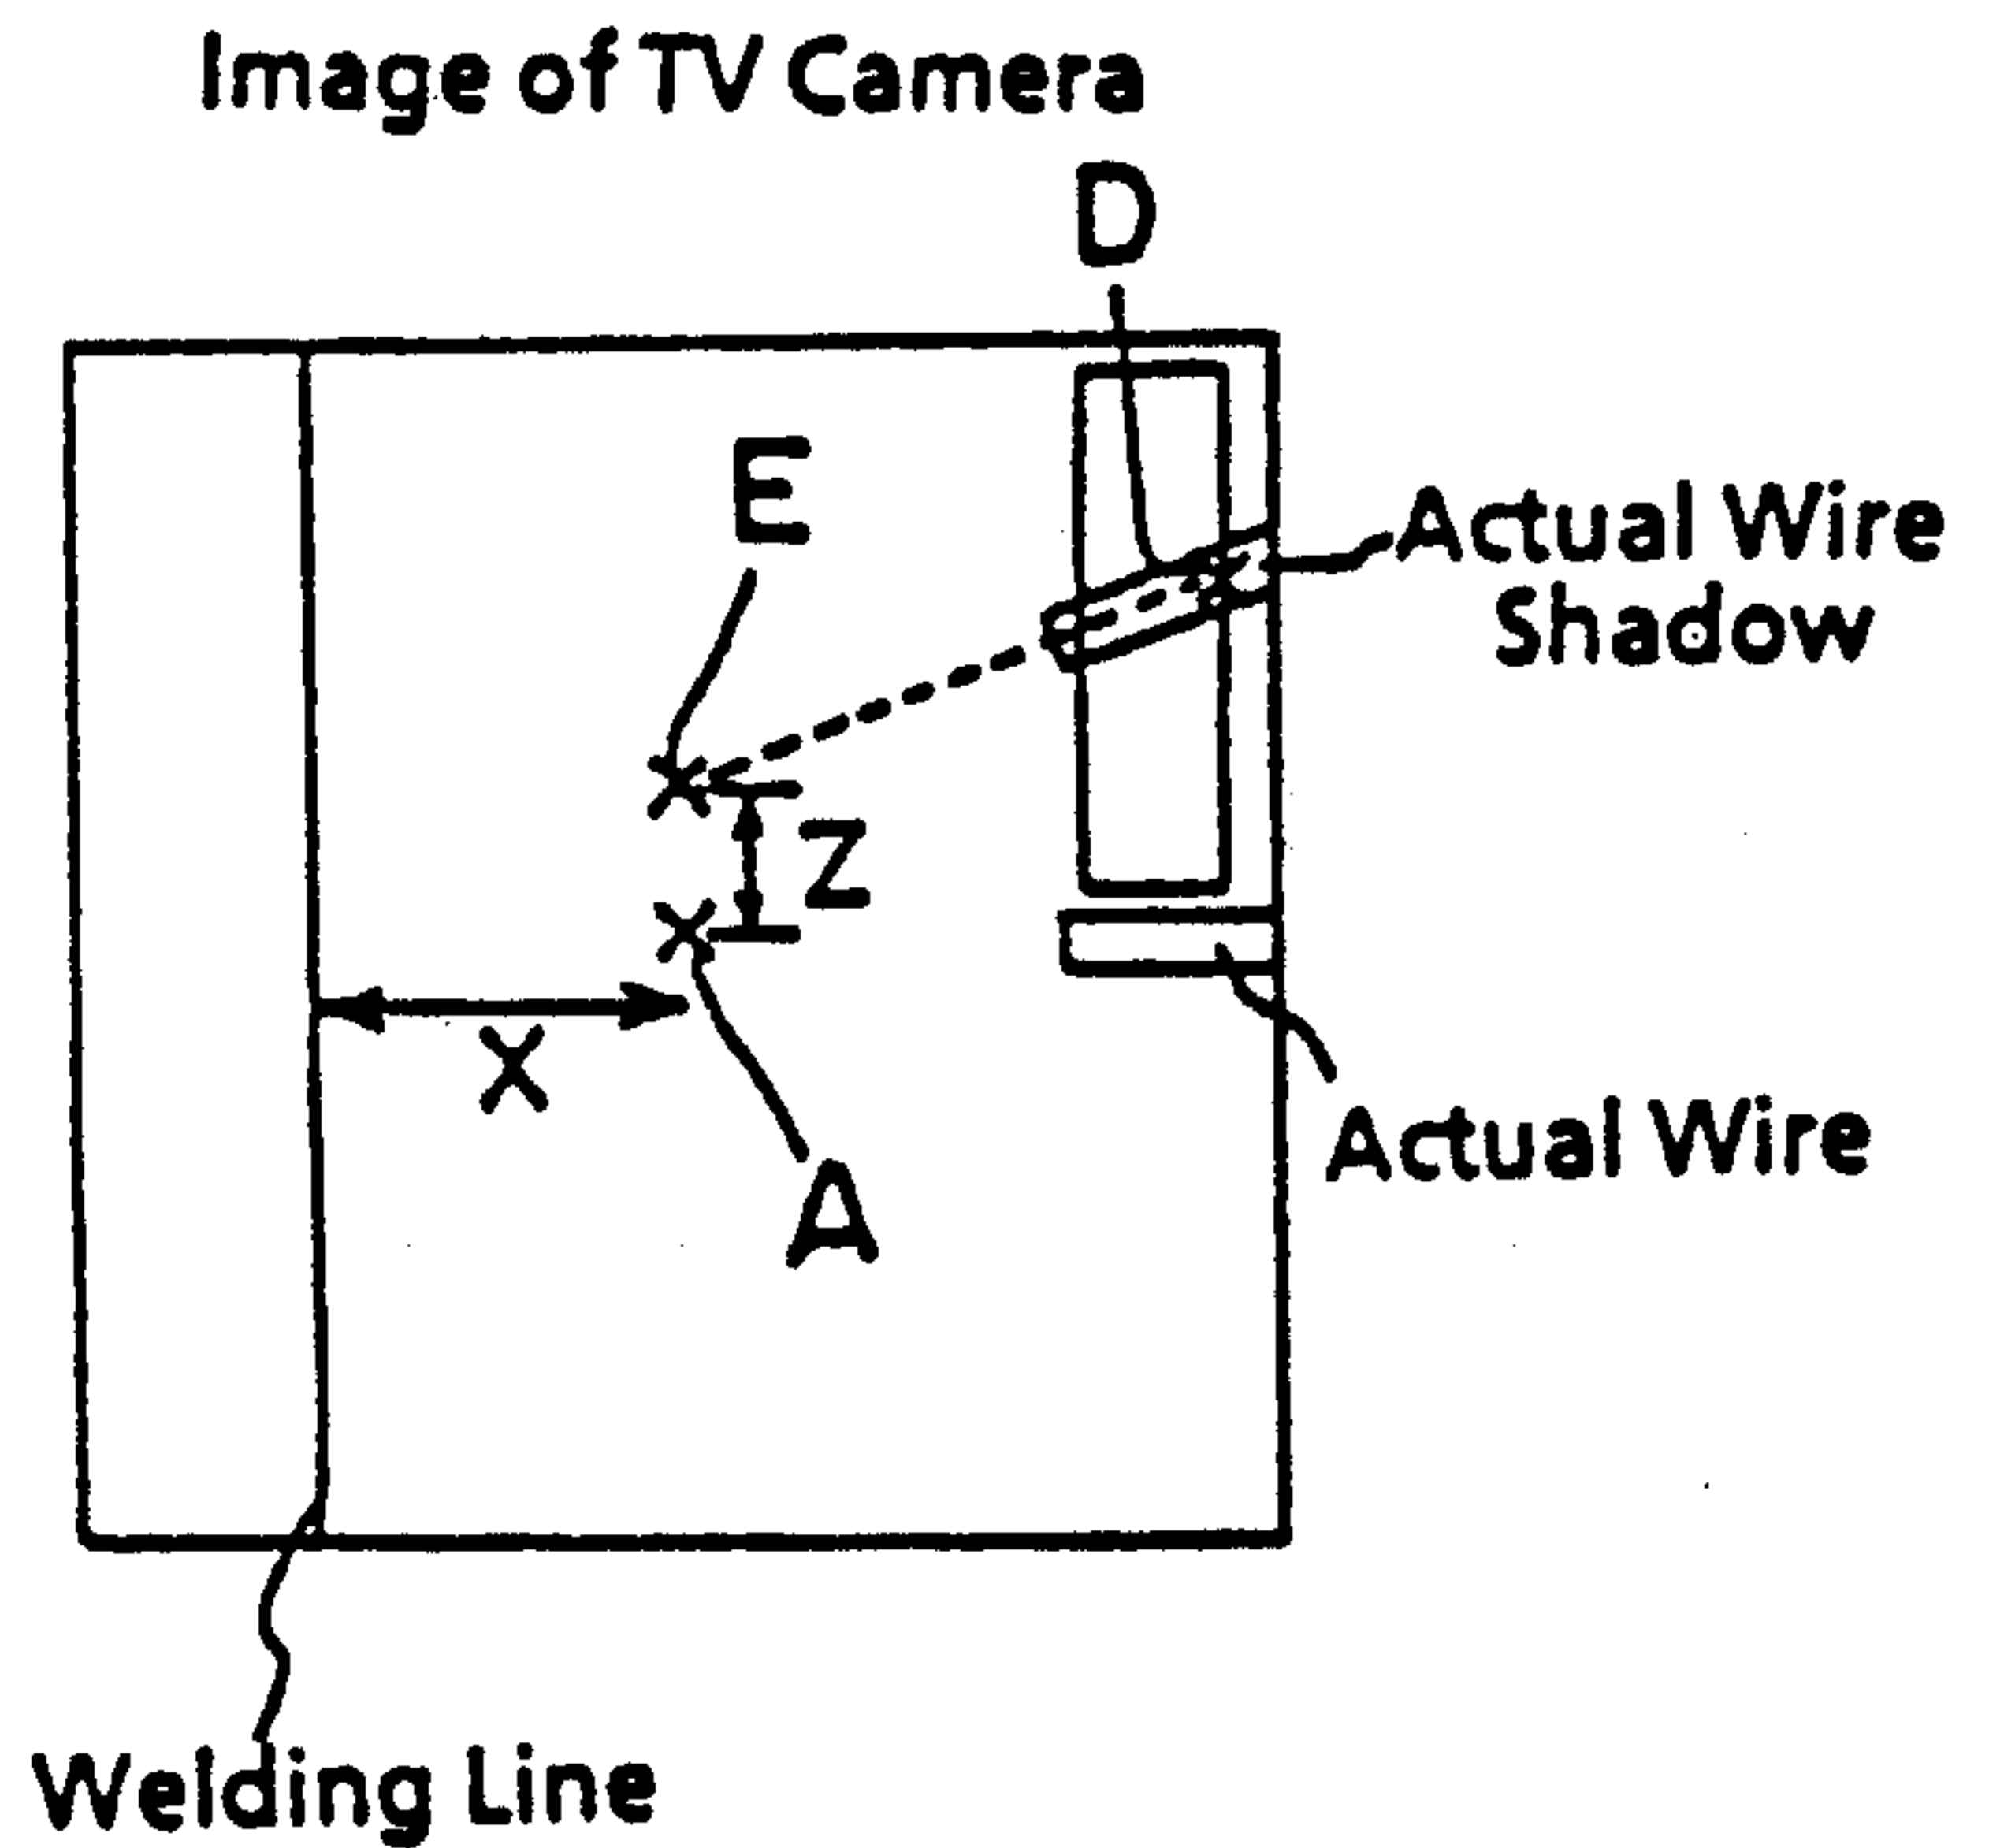 Image of TV Camera
D
E
Actual Wire
Shadow
Z
X
Actual Wire
A
Welding Line